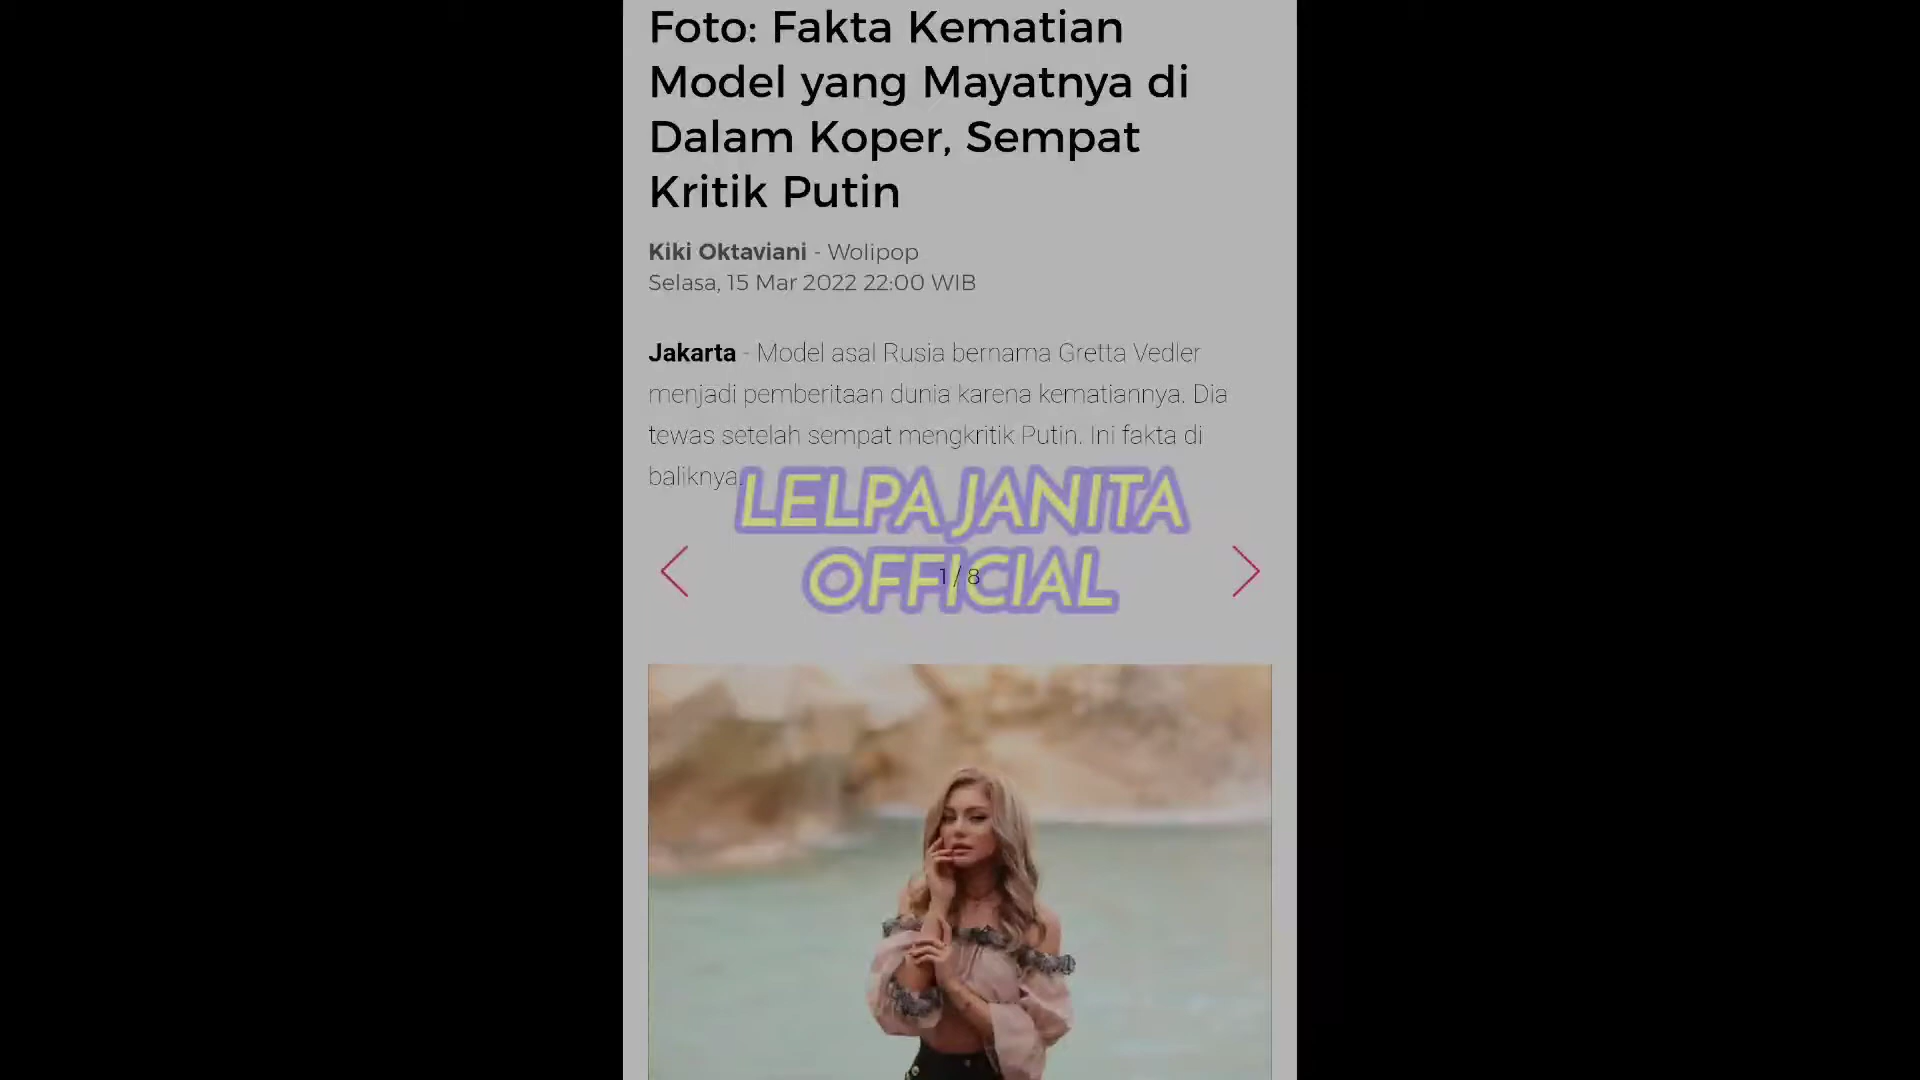 Foto: Fakta Kematian
Model yang Mayatnya di
Dalam Koper, Sempat
Kritik Putin
Kiki Oktaviani - Wolipop
Selasa, 15 Mar 2022 22:00 WIB
Jakarta - Model asal Rusia bernama Gretta Vedler
menjadi pemberitaan dunia karena kematiannya. Dia
tewas setelah sempat mengkritik Putin. Ini fakta di
baliknya.
LELPA JANITA
OFFICIAL
1 / 8